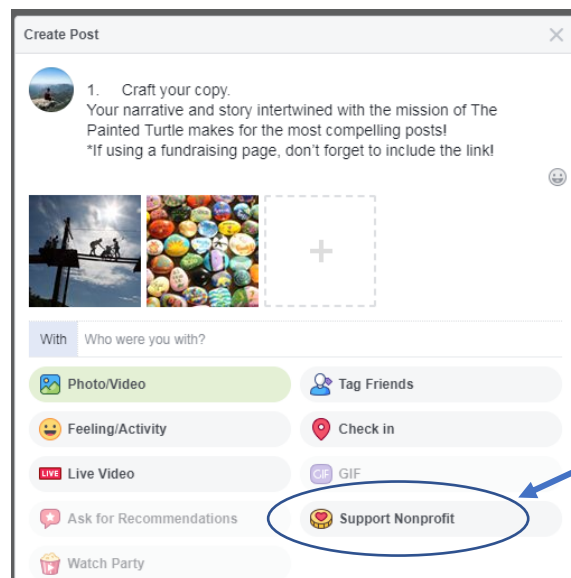 Create Post
1. Craft your copy.
Your narrative and story intertwined with the mission of The
Painted Turtle makes for the most compelling posts!
*If using a fundraising page, don't forget to include the link!
With Who were you with?
Photo/Video
Tag Friends
Feeling/Activity
Check in
LIVE Live Video
GIF GIF
Ask for Recommendations
Support Nonprofit
Watch Party